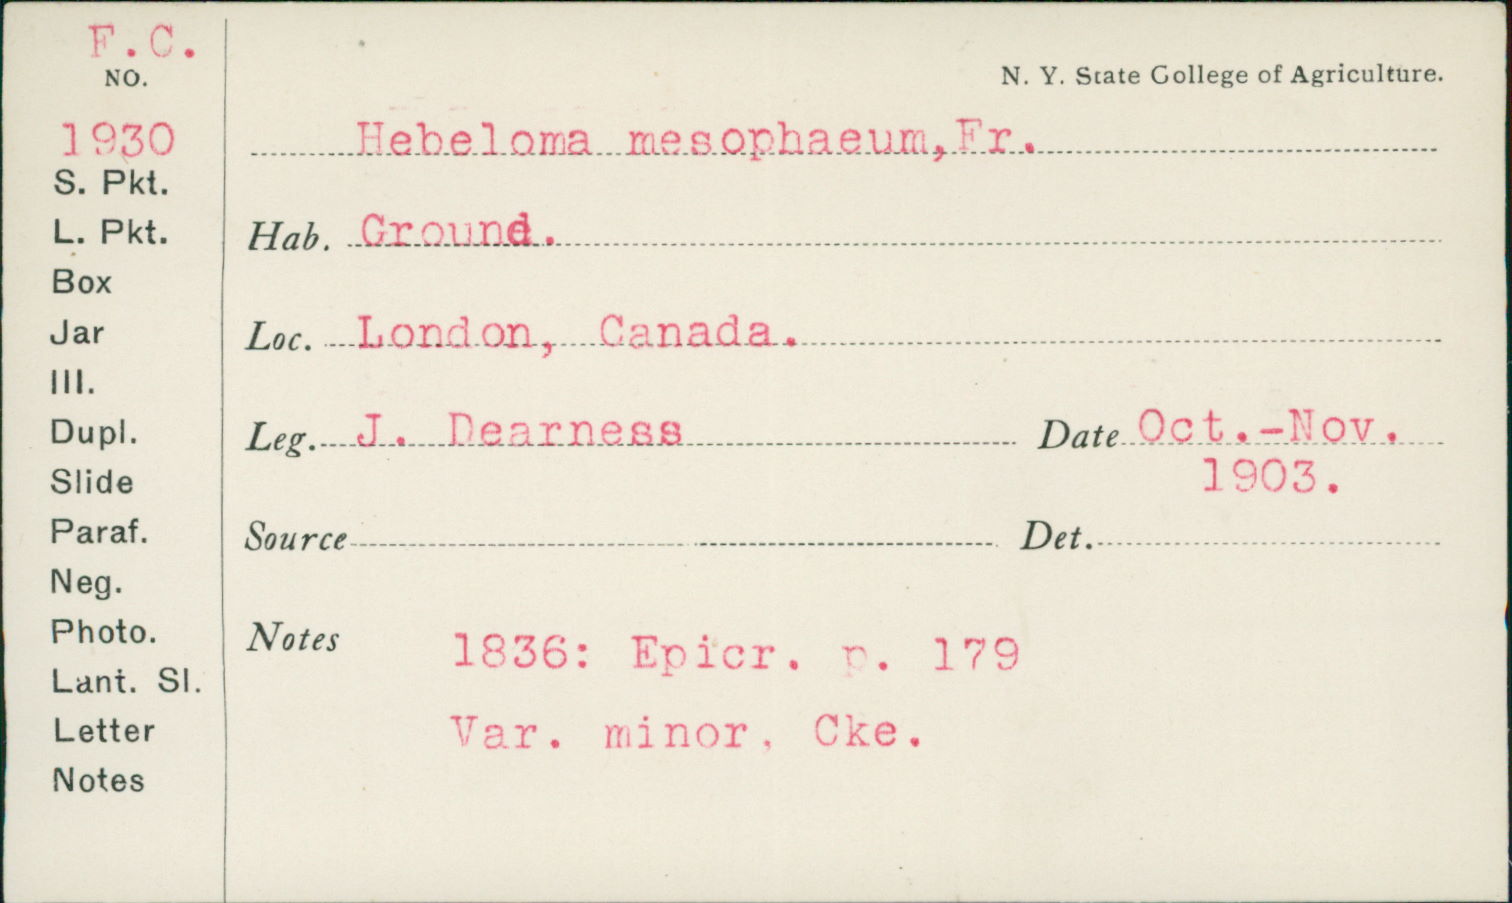 F.C.
NO.
1930
S. Pkt.
L. Pkt.
Box
Jar
Ill.
Dupl.
Slide
Paraf.
Neg.
Photo.
Lant. Sl.
Letter
Notes
N. Y. State College of Agriculture.
Hebeloma mesophaeum,Fr.
Hab. Ground.
Loc. London, Canada.
Leg. J. Dearness Date Oct.-Nov.
1903.
Source Det.
Notes 1836: Epicr. p. 179
Var. minor, Cke.